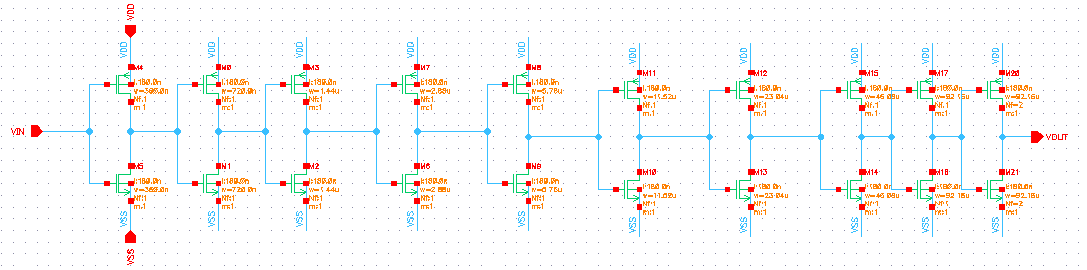 VDD
VDD
M4
l:180.0n
w=360.0n
Nf:1
m:1
VIN
M5
l:180.0n
w=360.0n
Nf:1
m:1
VSS
VSS
VDD
l:180.0n
w=720.0n
Nf:1
m:1
l:180.0n
w=720.0n
Nf:1
m:1
VSS
VDD
M3
l:180.0n
w=1.44u
Nf:1
m:1
M2
l:180.0n
w=1.44u
Nf:1
m:1
VSS
VDD
M7
l:180.0n
w=2.88u
Nf:1
m:1
M6
l:180.0n
w=2.88u
Nf:1
m:1
VSS
VDD
M8
l:180.0n
w=5.76u
Nf:1
m:1
l:180.0n
w=5.76u
Nf:1
m:1
VSS
VDD
M11
l:180.0n
w=11.52u
Nf:1
m:1
M10
l:180.0n
w=11.52u
Nf:1
m:1
VSS
VDD
M12
l:180.0n
w=23.04u
Nf:1
m:1
M13
l:180.0n
w=23.04u
Nf:1
m:1
VSS
VDD
M15
l:180.0n
w=46.08u
Nf:1
m:1
M14
l:180.0n
w=46.08u
Nf:1
m:1
VSS
VDD
M17
l:180.0n
w=92.16u
Nf:1
m:1
l:180.0n
w=92.16u
Nf:1
m:1
VSS
VDD
M20
l:180.0n
w=92.16u
Nf=2
m:1
VOUT
M21
l:180.0n
w=92.16u
Nf=2
m:1
VSS